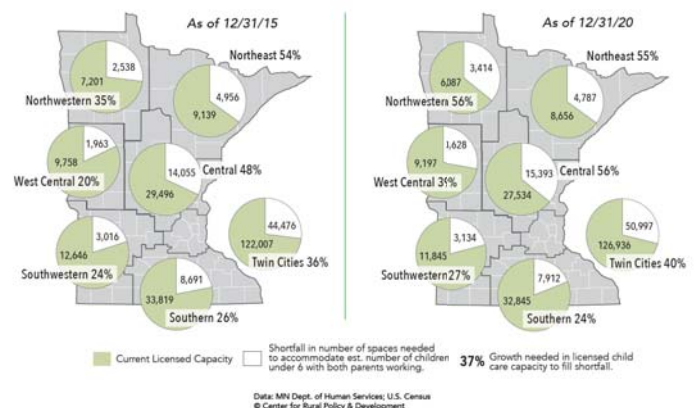 As of 12/31/15
Northeast 54%
2,538
7,201
Northwestern 35%
4,956
9,139
1,963
9,758
West Central 20%
14,055
Central 48%
29,496
44,476
122,007
Twin Cities 36%
3,016
12,646
Southwestern 24%
8,691
33,819
Southern 26%
As of 12/31/20
Northeast 55%
3,414
6,087
Northwestern 56%
4,787
8,656
9,197
West Central
15,393
Central 56%
27,534
50,997
126,936
Twin Cities 40%
3,134
11,845
Southwestern 27%
7,912
32,845
Southern 24%
Current Licensed Capacity
Shortfall in number of spaces needed
to accommodate est. number of children
under 6 with both parents working.
37% Growth needed in licensed child
care capacity to fill shortfall.
Data: MN Dept. of Human Services; U.S. Census
© Center for Rural Policy & Development